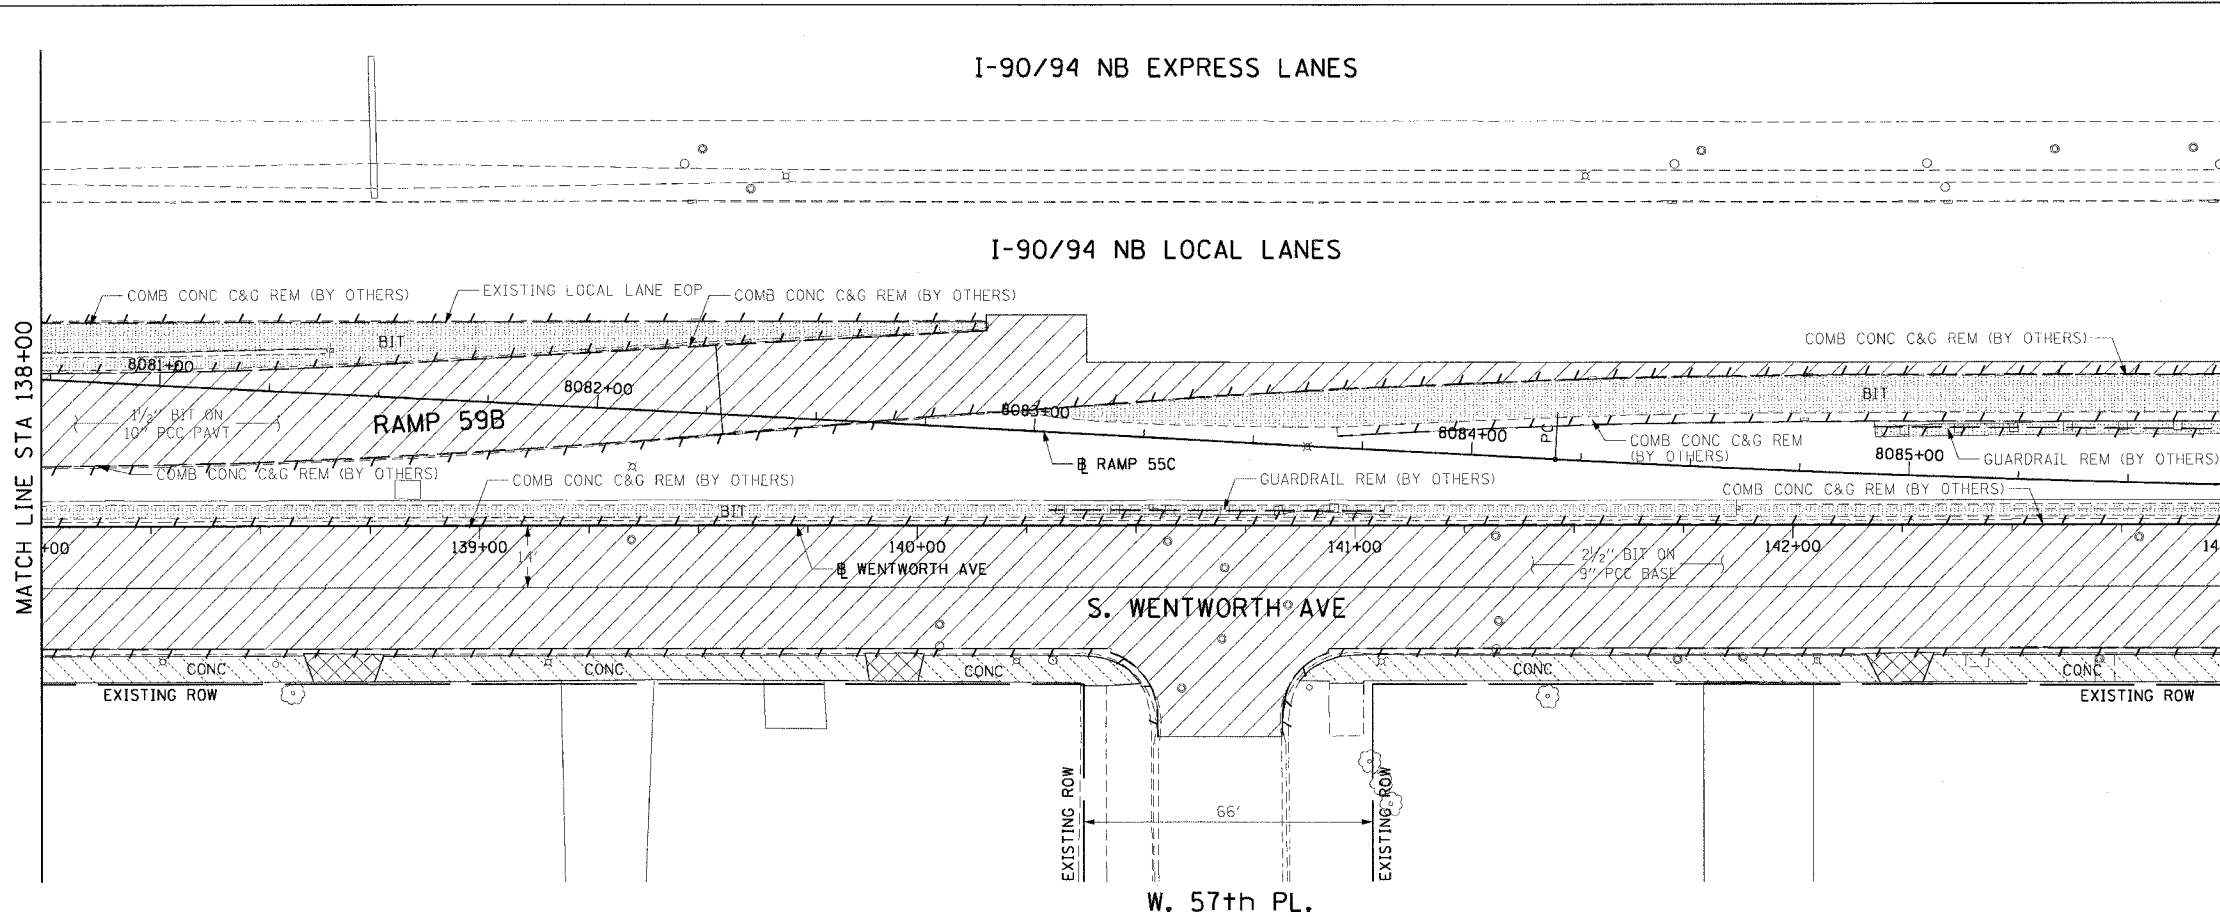 I-90/94 NB EXPRESS LANES
I-90/94 NB LOCAL LANES
MATCH LINE STA 138+00
COMB CONC C&G REM (BY OTHERS)
EXISTING LOCAL LANE EOP
COMB CONC C&G REM (BY OTHERS)
COMB CONC C&G REM (BY OTHERS)
BIT
8081+00
8082+00
8083+00
8084+00
8085+00
BIT
1½" BIT ON
10" PCC PAVT
RAMP 59B
PC
COMB CONC C&G REM
(BY OTHERS)
GUARDRAIL REM (BY OTHERS)
COMB CONC C&G REM (BY OTHERS)
COMB CONC C&G REM (BY OTHERS)
℄ RAMP 55C
GUARDRAIL REM (BY OTHERS)
COMB CONC C&G REM (BY OTHERS)
BIT
+00
139+00
14'
140+00
141+00
142+00
14
℄ WENTWORTH AVE
2½" BIT ON
9" PCC BASE
S. WENTWORTH AVE
CONC
CONC
CONC
CONC
CONC
EXISTING ROW
EXISTING ROW
EXISTING ROW
66'
EXISTING ROW
W. 57th PL.